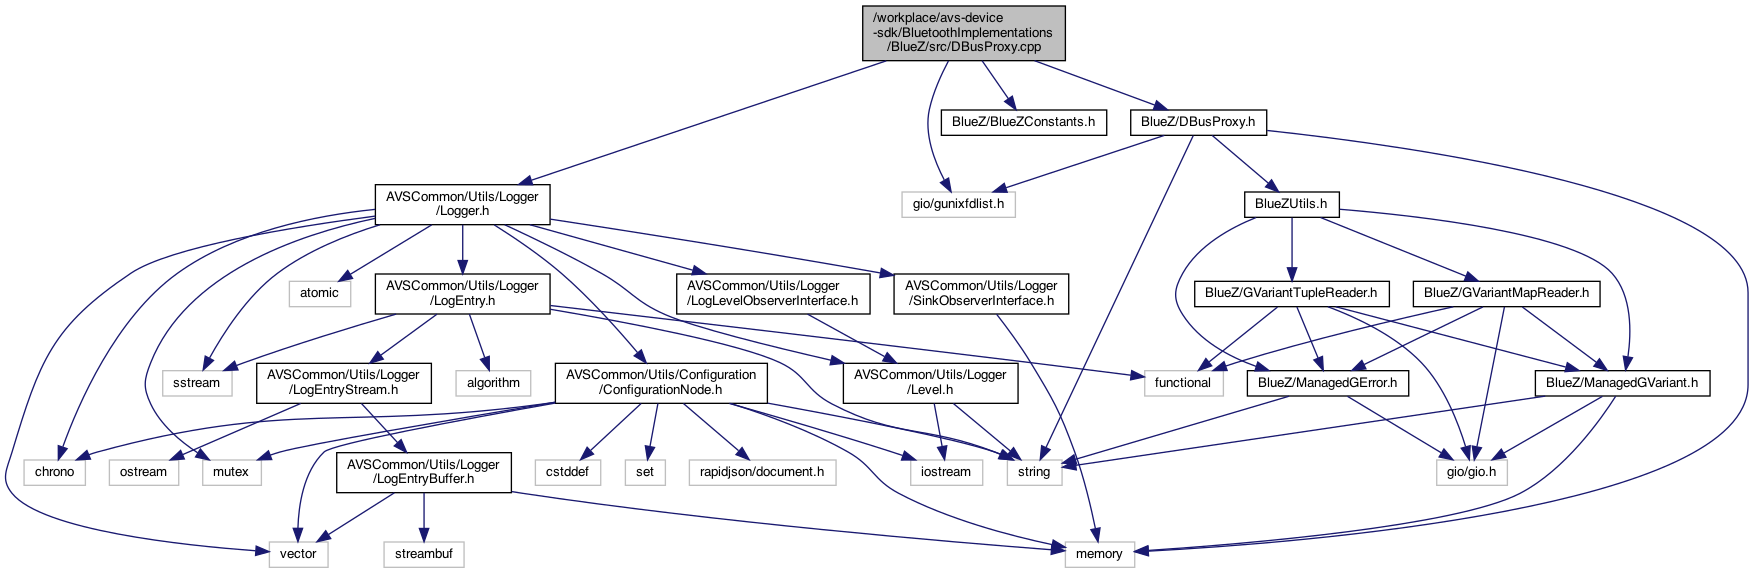 /workplace/avs-device
-sdk/BluetoothImplementations
/BlueZ/src/DBusProxy.cpp
BlueZ/BlueZConstants.h
BlueZ/DBusProxy.h
AVSCommon/Utils/Logger
/Logger.h
gio/gunixfdlist.h
BlueZUtils.h
atomic
AVSCommon/Utils/Logger
/LogEntry.h
AVSCommon/Utils/Logger
/LogLevelObserverInterface.h
AVSCommon/Utils/Logger
/SinkObserverInterface.h
BlueZ/GVariantTupleReader.h
BlueZ/GVariantMapReader.h
sstream
AVSCommon/Utils/Logger
/LogEntryStream.h
algorithm
AVSCommon/Utils/Configuration
/ConfigurationNode.h
AVSCommon/Utils/Logger
/Level.h
functional
BlueZ/ManagedGError.h
BlueZ/ManagedGVariant.h
chrono
ostream
mutex
AVSCommon/Utils/Logger
/LogEntryBuffer.h
cstddef
set
rapidjson/document.h
iostream
string
gio/gio.h
vector
streambuf
memory